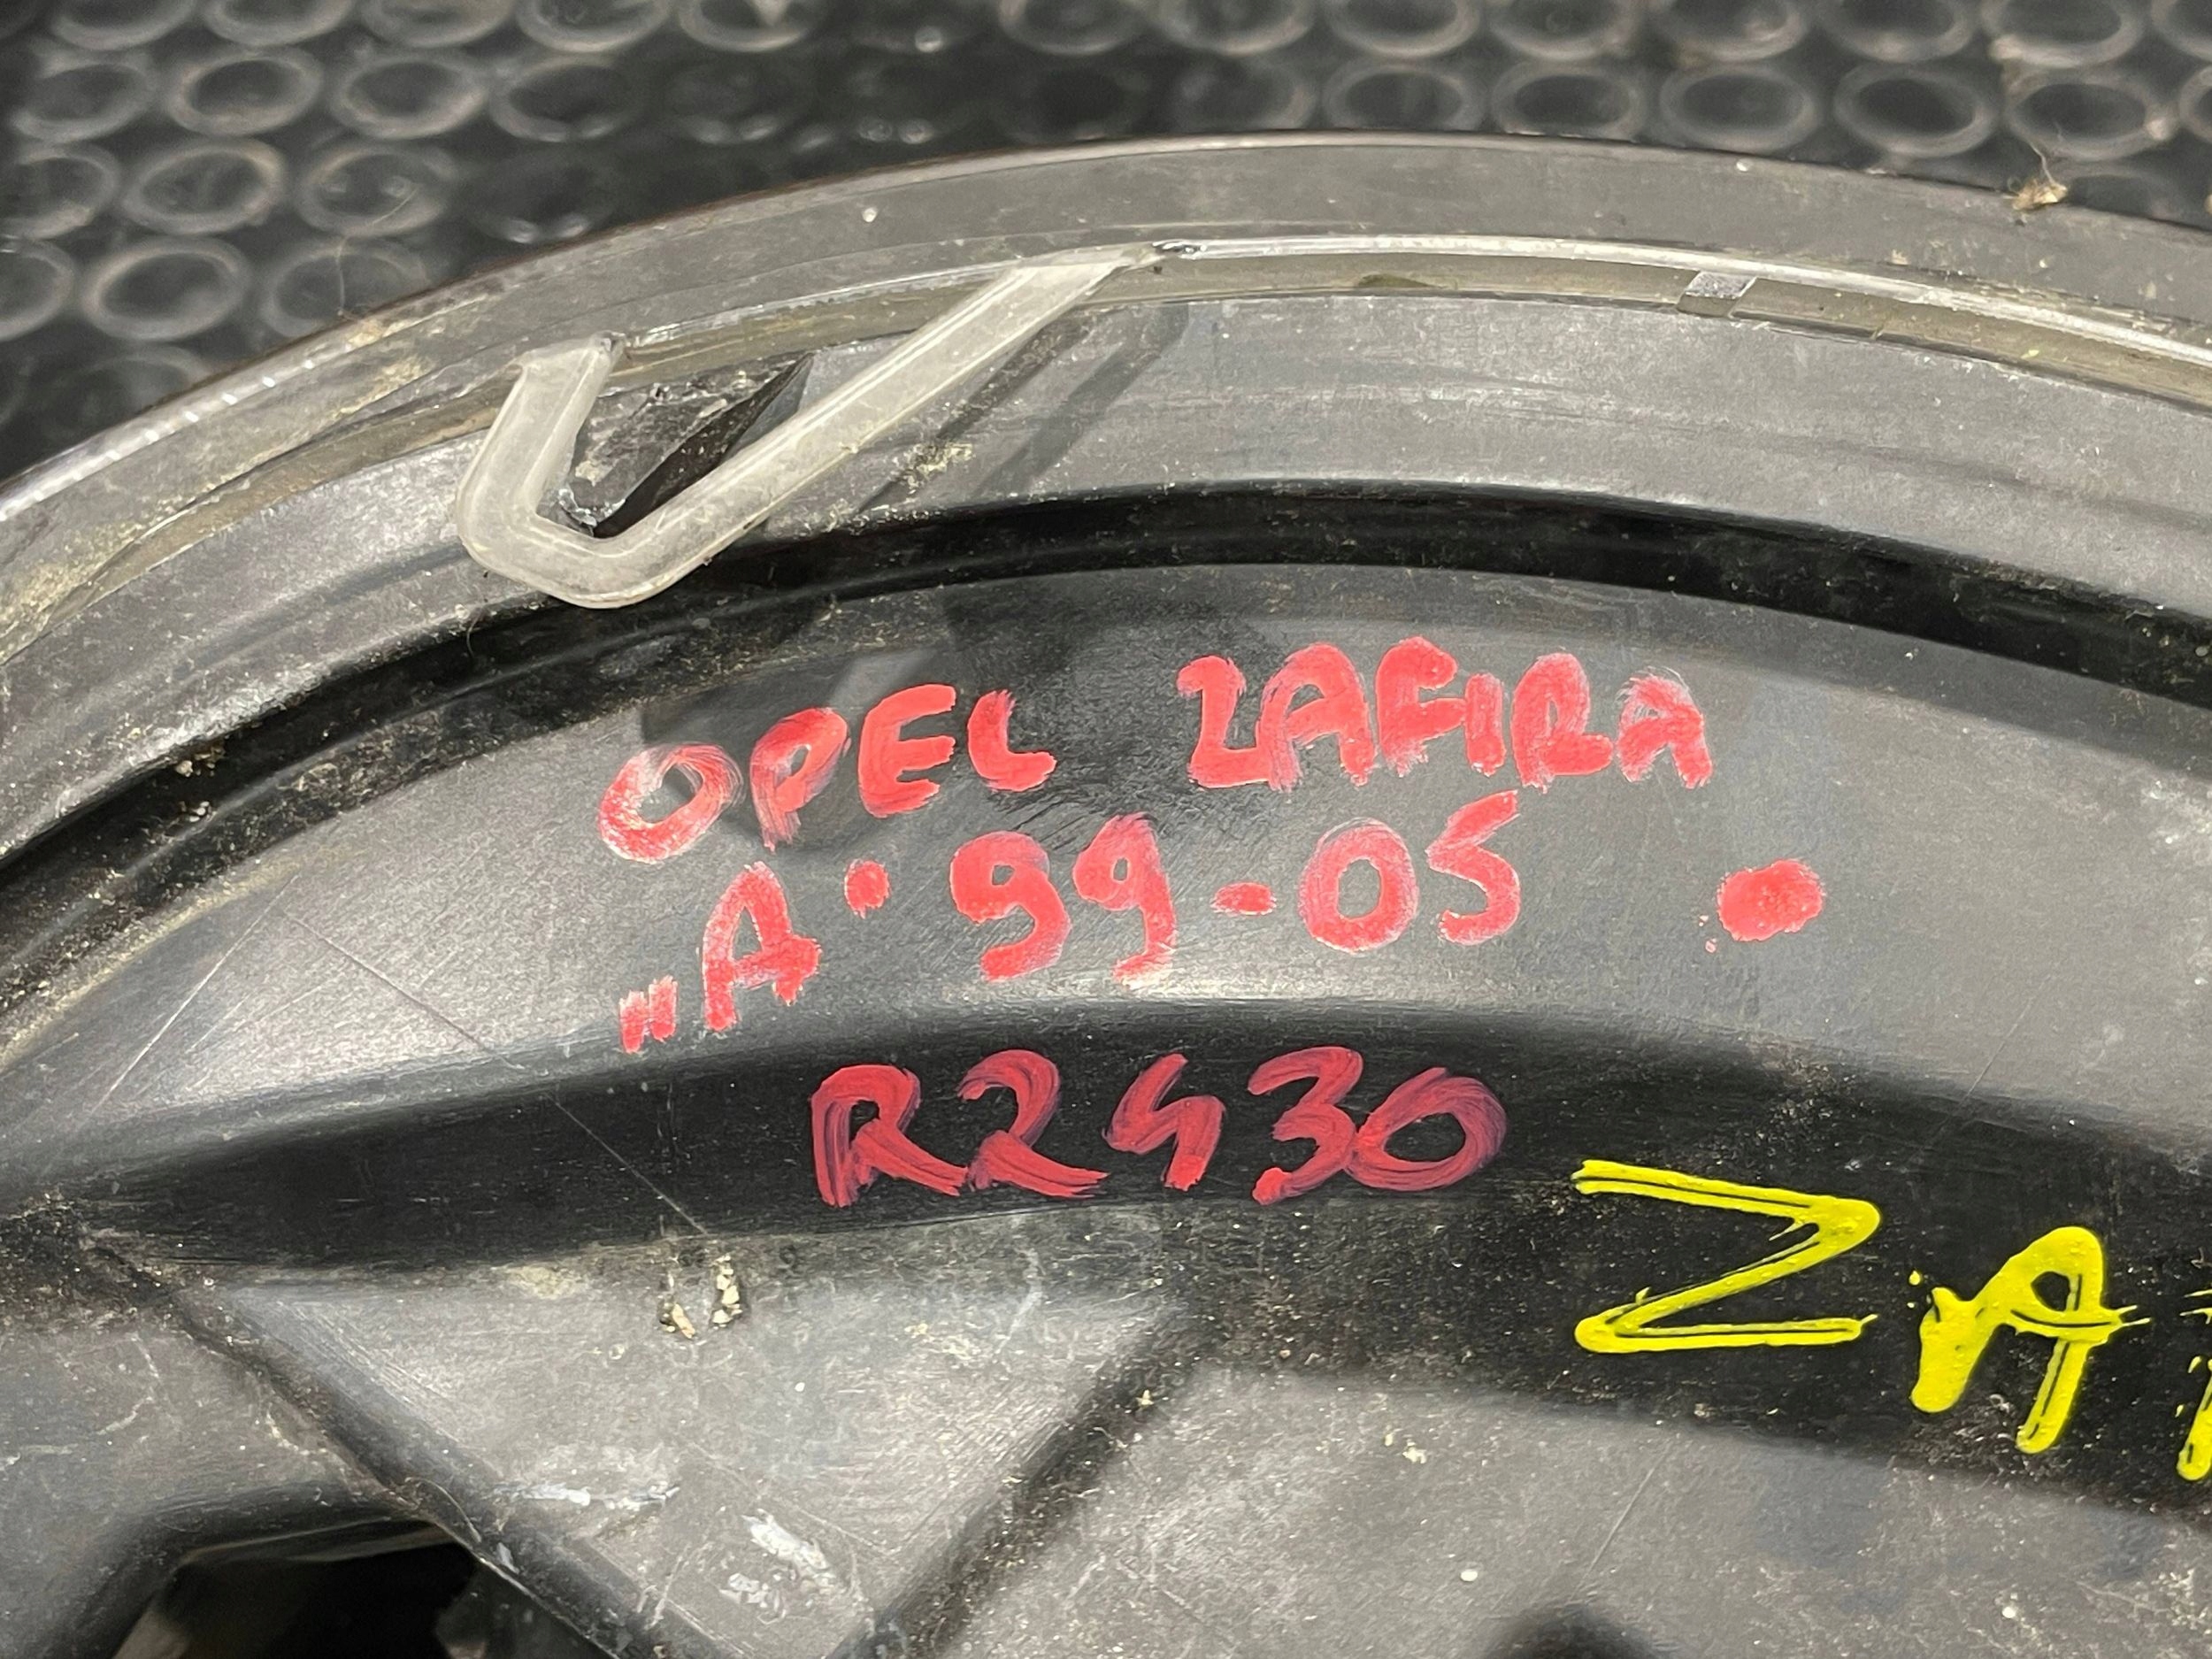 OPEL ZAFIRA
„A" 99-05 .
R2430
ZA